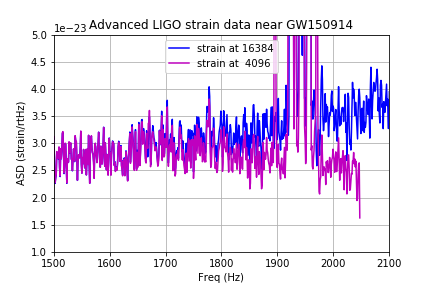 1e−23
Advanced LIGO strain data near GW150914
strain at 16384
strain at  4096
ASD (strain/rtHz)
5.0
4.5
4.0
3.5
3.0
2.5
2.0
1.5
1.0
1500
1600
1700
1800
1900
2000
2100
Freq (Hz)